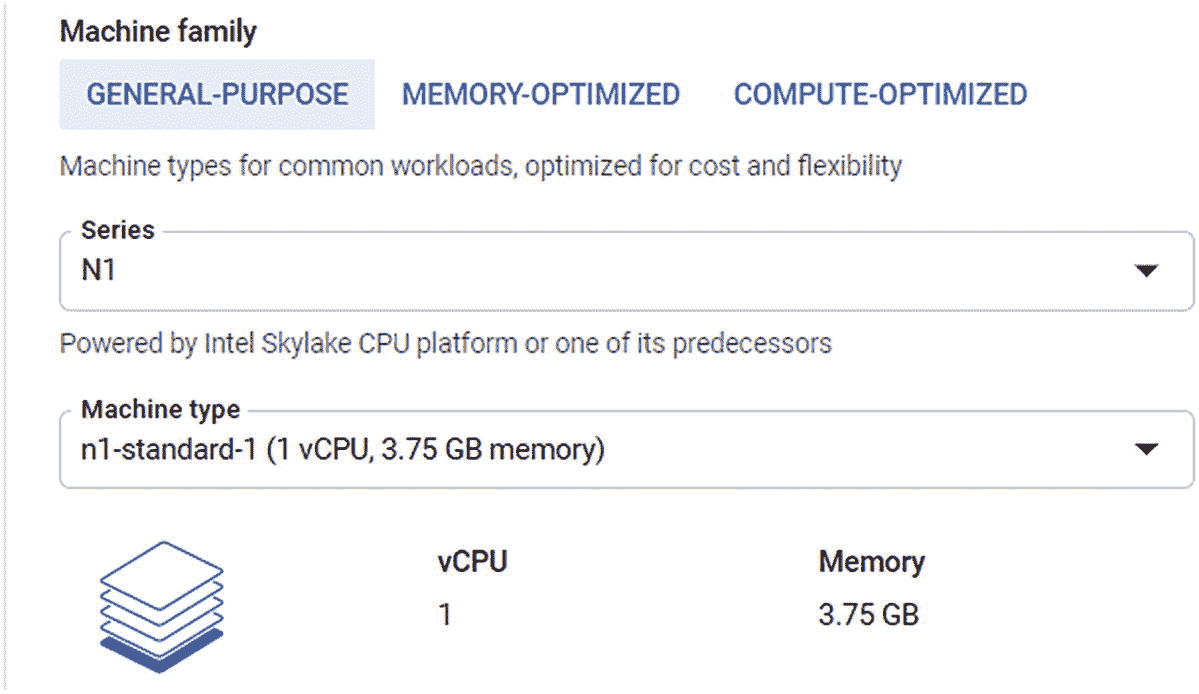 Machine family
GENERAL-PURPOSE MEMORY-OPTIMIZED COMPUTE-OPTIMIZED
Machine types for common workloads, optimized for cost and flexibility
Series
N1
Powered by Intel Skylake CPU platform or one of its predecessors
Machine type
n1-standard-1 (1 vCPU, 3.75 GB memory)
vCPU Memory
1 3.75 GB